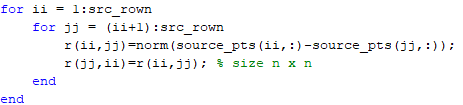 for ii = 1:src_rown
    for jj = (ii+1):src_rown
        r(ii,jj)=norm(source_pts(ii,:)-source_pts(jj,:));
        r(jj,ii)=r(ii,jj); % size n x n
    end
end